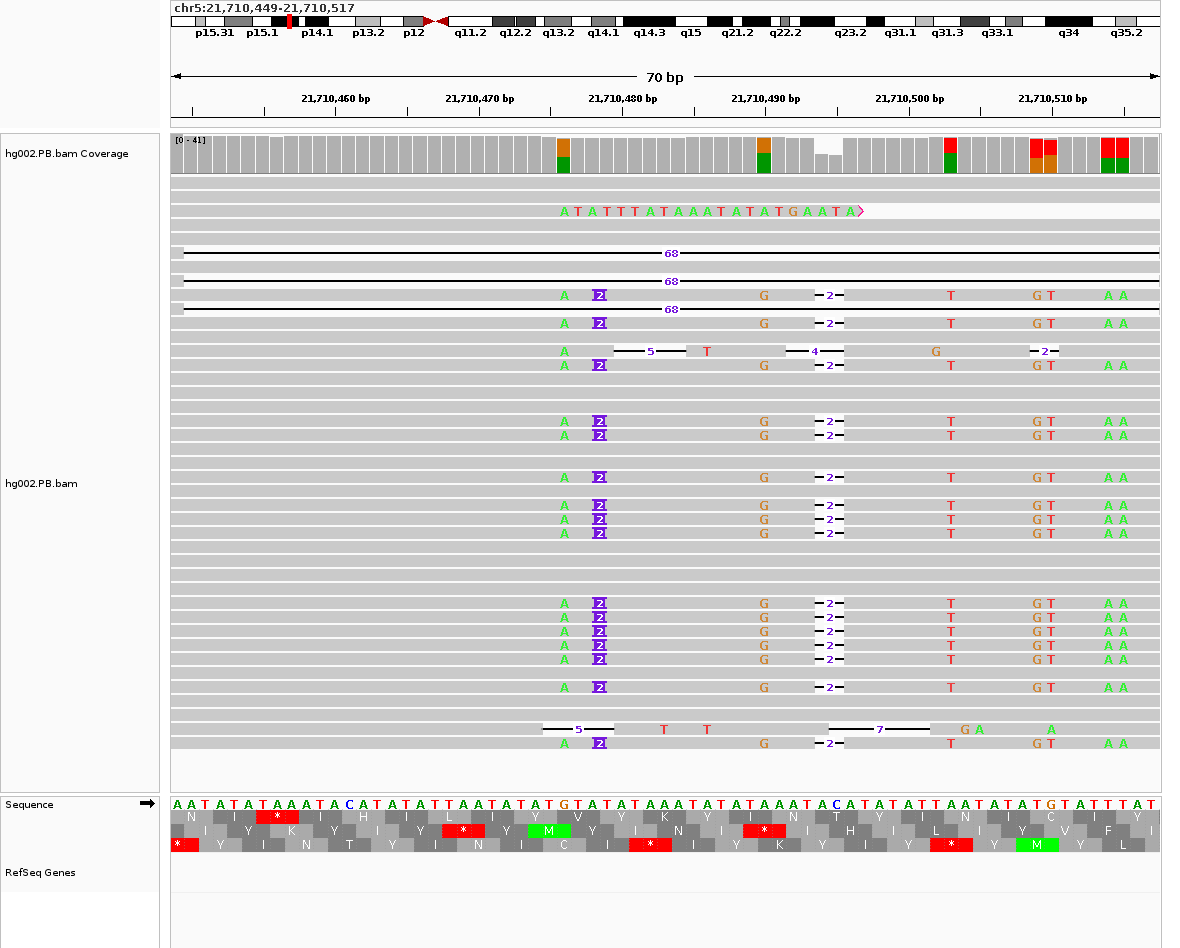 chr5:21,710,449-21,710,517
p15.31 p15.1 p14.1 p13.2 p12 q11.2 q12.2 q13.2 q14.1 q14.3 q15 q21.2 q22.2 q23.2 q31.1 q31.3 q33.1 q34 q35.2
70 bp
21,710,460 bp 21,710,470 bp 21,710,480 bp 21,710,490 bp 21,710,500 bp 21,710,510 bp
[0 - 41]
hg002.PB.bam Coverage
A T A T T T A T A A A T A T A T G A A T A
68
68
A 2 G 2 T G T A A
68
A 2 G 2 T G T A A
A 5 T 4 G 2
A 2 G 2 T G T A A
A 2 G 2 T G T A A
A 2 G 2 T G T A A
A 2 G 2 T G T A A
hg002.PB.bam
A 2 G 2 T G T A A
A 2 G 2 T G T A A
A 2 G 2 T G T A A
A 2 G 2 T G T A A
A 2 G 2 T G T A A
A 2 G 2 T G T A A
A 2 G 2 T G T A A
A 2 G 2 T G T A A
A 2 G 2 T G T A A
5 T T 7 G A A
A 2 G 2 T G T A A
Sequence A A T A T A T A A A T A C A T A T A T T A A T A T A T G T A T A T A A A T A T A T A A A T A C A T A T A T T A A T A T A T G T A T T T A T
N I * I H I L I Y V Y K Y I N T Y I N I C I Y
I Y K Y I Y * Y M Y I N I * I H I L I Y V F I
* Y I N T Y I N I C I * I Y K Y I Y * Y M Y L
RefSeq Genes